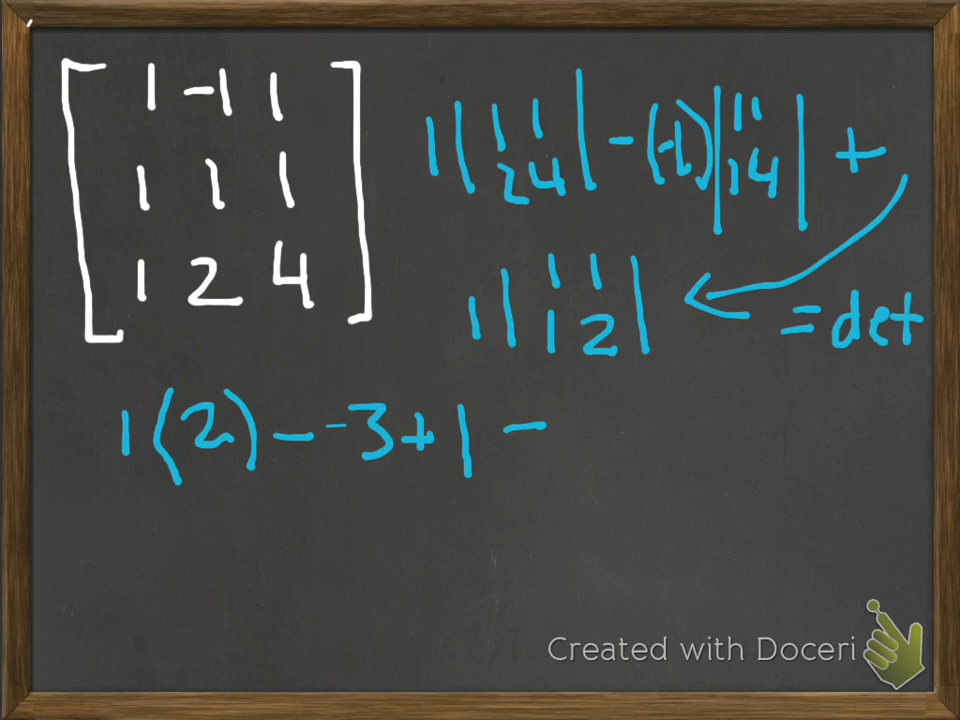 1 -1 1
1 1 1
1 2 4
1 | 1 1 | - (-1) | 1 1 | +
2 4 1 4
1 | 1 1 |
1 2 = det
1 (2) - -3 + 1 -
Created with Doceri